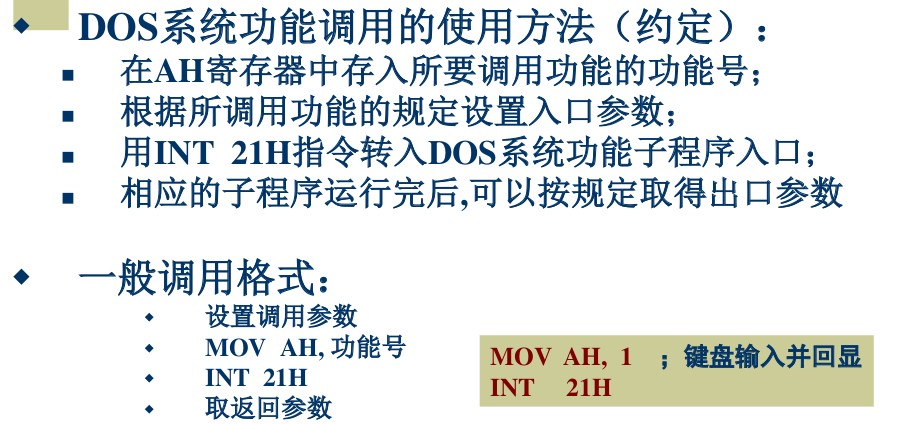 DOS系统功能调用的使用方法（约定）：
在AH寄存器中存入所要调用功能的功能号；
根据所调用功能的规定设置入口参数；
用INT 21H指令转入DOS系统功能子程序入口；
相应的子程序运行完后,可以按规定取得出口参数
一般调用格式：
设置调用参数
MOV AH, 功能号
INT 21H
取返回参数
MOV AH, 1 ；键盘输入并回显
INT 21H